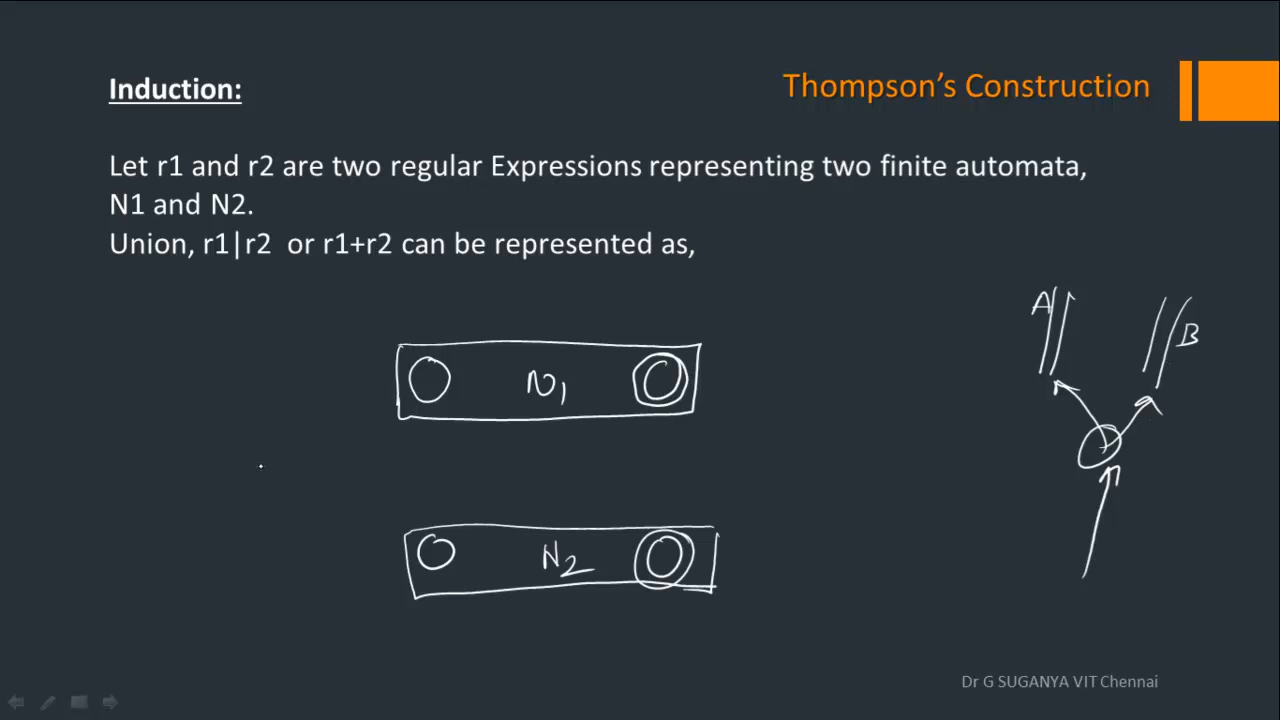 Induction:
Thompson's Construction
Let r1 and r2 are two regular Expressions representing two finite automata,
N1 and N2.
Union, r1|r2 or r1+r2 can be represented as,
A
B
N1
N2
Dr G SUGANYA VIT Chennai